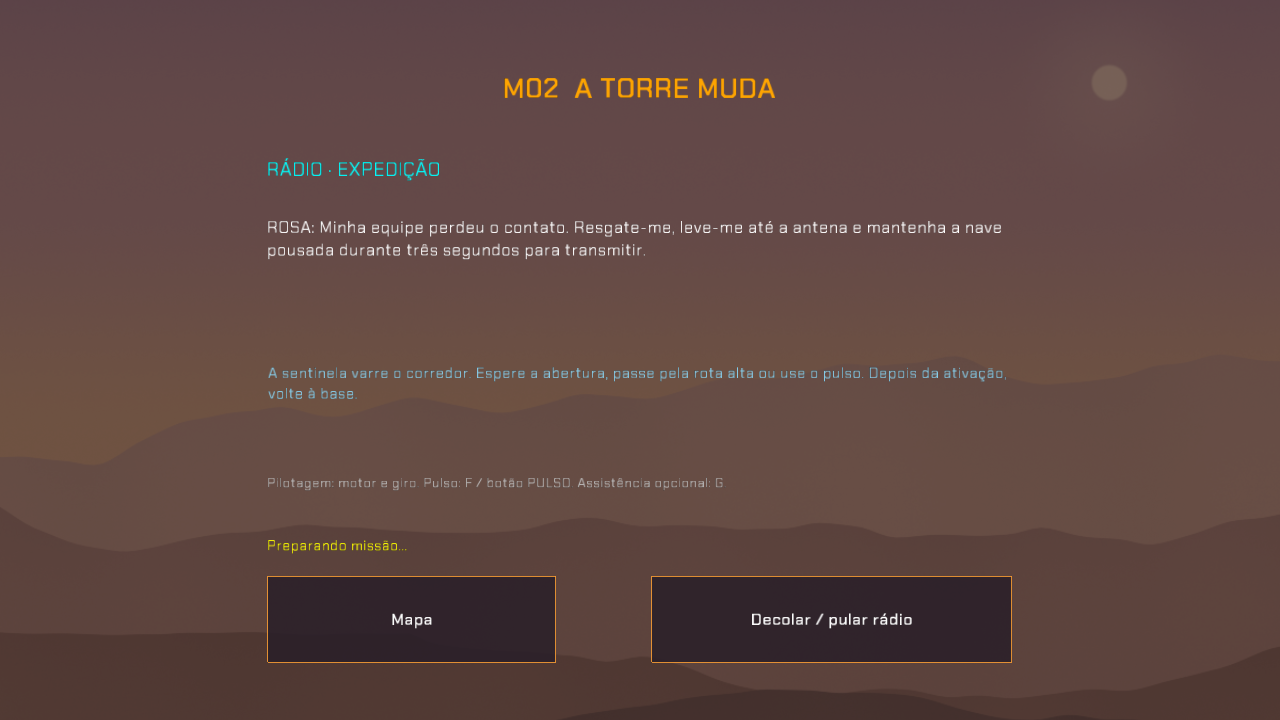 M02 A TORRE MUDA
RÁDIO · EXPEDIÇÃO
ROSA: Minha equipe perdeu o contato. Resgate-me, leve-me até a antena e mantenha a nave
pousada durante três segundos para transmitir.
A sentinela varre o corredor. Espere a abertura, passe pela rota alta ou use o pulso. Depois da ativação,
volte à base.
Pilotagem: motor e giro Pulso: F / botão PULSO. Assistência opcional: G
Preparando missão...
Mapa
Decolar / pular rádio